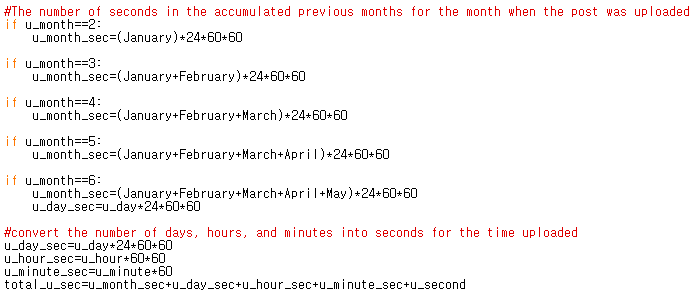 #The number of seconds in the accumulated previous months for the month when the post was uploaded
if u_month==2:
    u_month_sec=(January)*24*60*60

if u_month==3:
    u_month_sec=(January+February)*24*60*60

if u_month==4:
    u_month_sec=(January+February+March)*24*60*60

if u_month==5:
    u_month_sec=(January+February+March+April)*24*60*60

if u_month==6:
    u_month_sec=(January+February+March+April+May)*24*60*60
    u_day_sec=u_day*24*60*60

#convert the number of days, hours, and minutes into seconds for the time uploaded
u_day_sec=u_day*24*60*60
u_hour_sec=u_hour*60*60
u_minute_sec=u_minute*60
total_u_sec=u_month_sec+u_day_sec+u_hour_sec+u_minute_sec+u_second